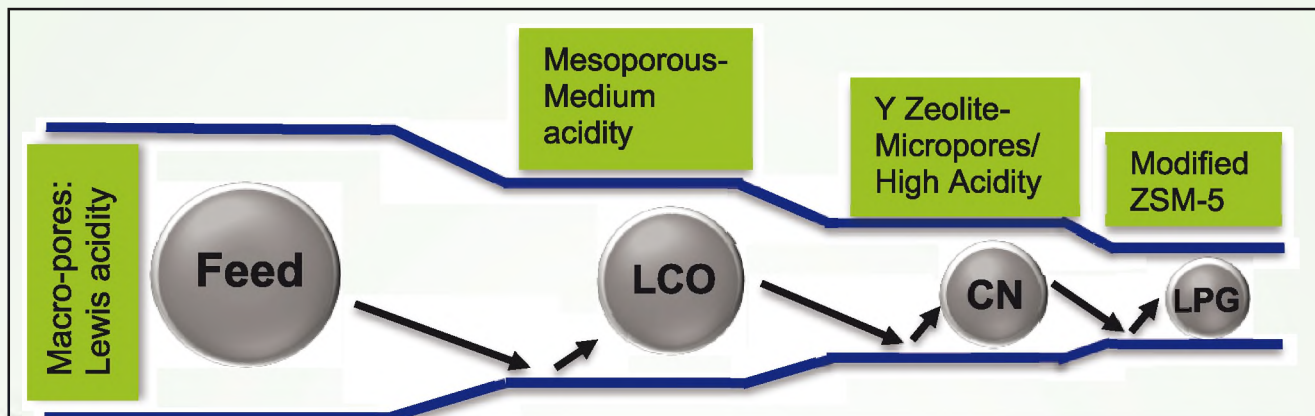 Macro-pores:
Lewis acidity
Feed
Mesoporous-
Medium
acidity
LCO
Y Zeolite-
Micropores/
High Acidity
CN
Modified
ZSM-5
LPG